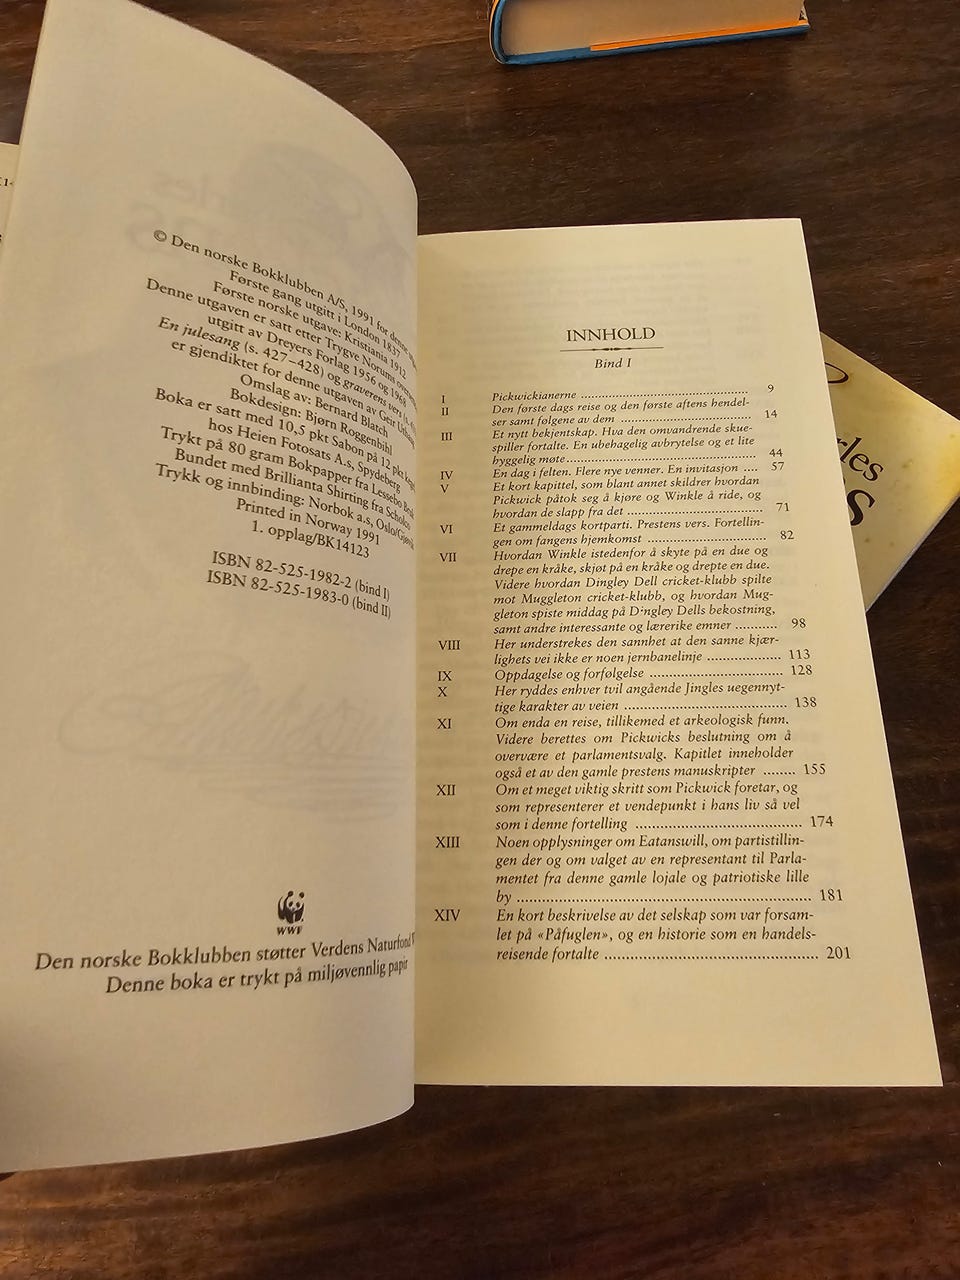 © Den norske Bokklubben A/S, 1991 for denne
Første gang utgitt i London 1837
Første norske utgave: Kristiania 1912
Denne utgaven er satt etter Trygve Norums
utgitt av Dreyers Forlag 1956 og 1968
En julesang (s. 427–428) og graverens vers
er gjendiktet for denne utgaven av Geir
Omslag av: Bernard Blatch
Bokdesign: Bjørn Roggenbihl
Boka er satt med 10,5 pkt Sabon på 12 pkt
hos Heien Fotosats A.s, Spydeberg
Trykt på 80 gram Bokpapper fra Lessebo
Bundet med Brillianta Shirting fra
Trykk og innbinding: Norbok a.s,
Printed in Norway 1991
1. opplag/BK14123
ISBN 82-525-1982-2 (bind I)
ISBN 82-525-1983-0 (bind II)
WWF
Den norske Bokklubben støtter Verdens Naturfond
Denne boka er trykt på miljøvennlig papir
INNHOLD
Bind I
I Pickwickianerne 9
II Den første dags reise og den første aftens hendel-
ser samt følgene av dem 14
III Et nytt bekjentskap. Hva den omvandrende skue-
spiller fortalte. En ubehagelig avbrytelse og et lite
hyggelig møte 44
IV En dag i felten. Flere nye venner. En invitasjon 57
V Et kort kapittel, som blant annet skildrer hvordan
Pickwick påtok seg å kjøre og Winkle å ride, og
hvordan de slapp fra det 71
VI Et gammeldags kortparti. Prestens vers. Fortellin-
gen om fangens hjemkomst 82
VII Hvordan Winkle istedenfor å skyte på en due og
drepe en kråke, skjøt på en kråke og drepte en due.
Videre hvordan Dingley Dell cricket-klubb spilte
mot Muggleton cricket-klubb, og hvordan Mug-
gleton spiste middag på Dingley Dells bekostning,
samt andre interessante og lærerike emner 98
VIII Her understrekes den sannhet at den sanne kjær-
lighets vei ikke er noen jernbanelinje 113
IX Oppdagelse og forfølgelse 128
X Her ryddes enhver tvil angående Jingles uegennyt-
tige karakter av veien 138
XI Om enda en reise, tillikemed et arkeologisk funn.
Videre berettes om Pickwicks beslutning om å
overvære et parlamentsvalg. Kapitlet inneholder
også et av den gamle prestens manuskripter 155
XII Om et meget viktig skritt som Pickwick foretar, og
som representerer et vendepunkt i hans liv så vel
som i denne fortelling 174
XIII Noen opplysninger om Eatanswill, om partistillin-
gen der og om valget av en representant til Parla-
mentet fra denne gamle lojale og patriotiske lille
by 181
XIV En kort beskrivelse av det selskap som var forsam-
let på «Påfuglen», og en historie som en handels-
reisende fortalte 201